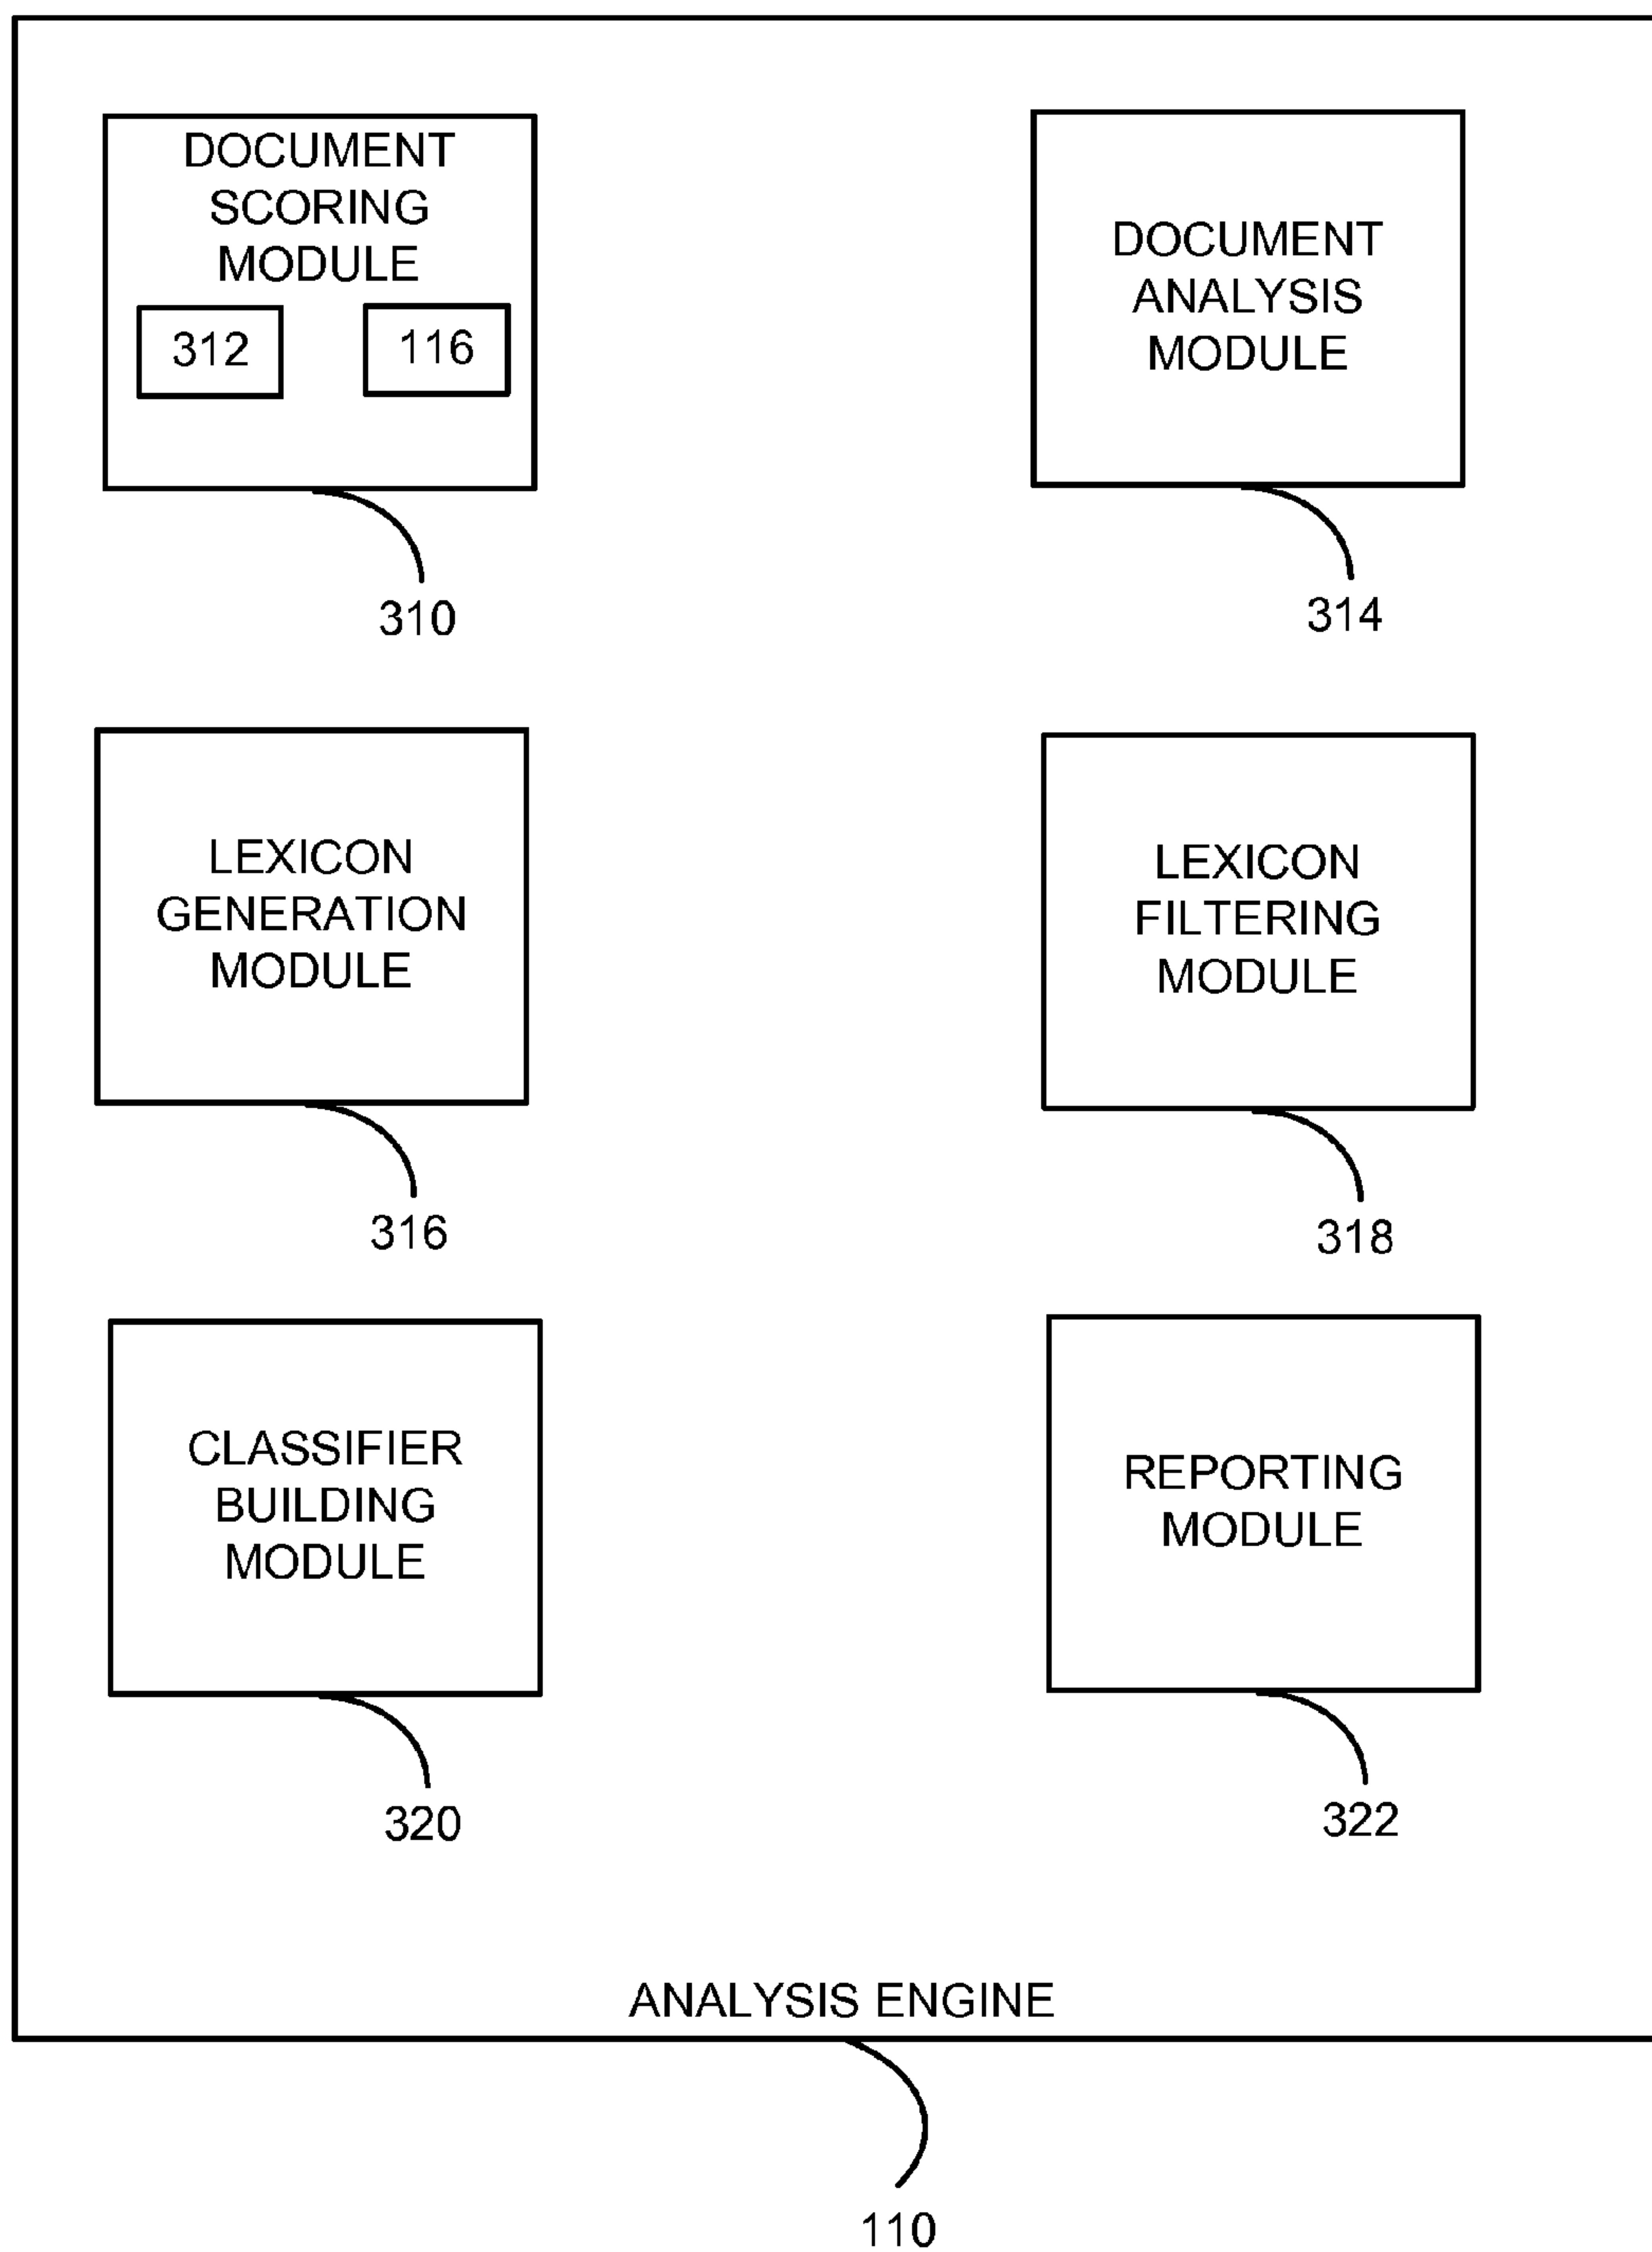 DOCUMENT
SCORING
MODULE
312
116
310
DOCUMENT
ANALYSIS
MODULE
314
LEXICON
GENERATION
MODULE
316
LEXICON
FILTERING
MODULE
318
CLASSIFIER
BUILDING
MODULE
320
REPORTING
MODULE
322
ANALYSIS ENGINE
110